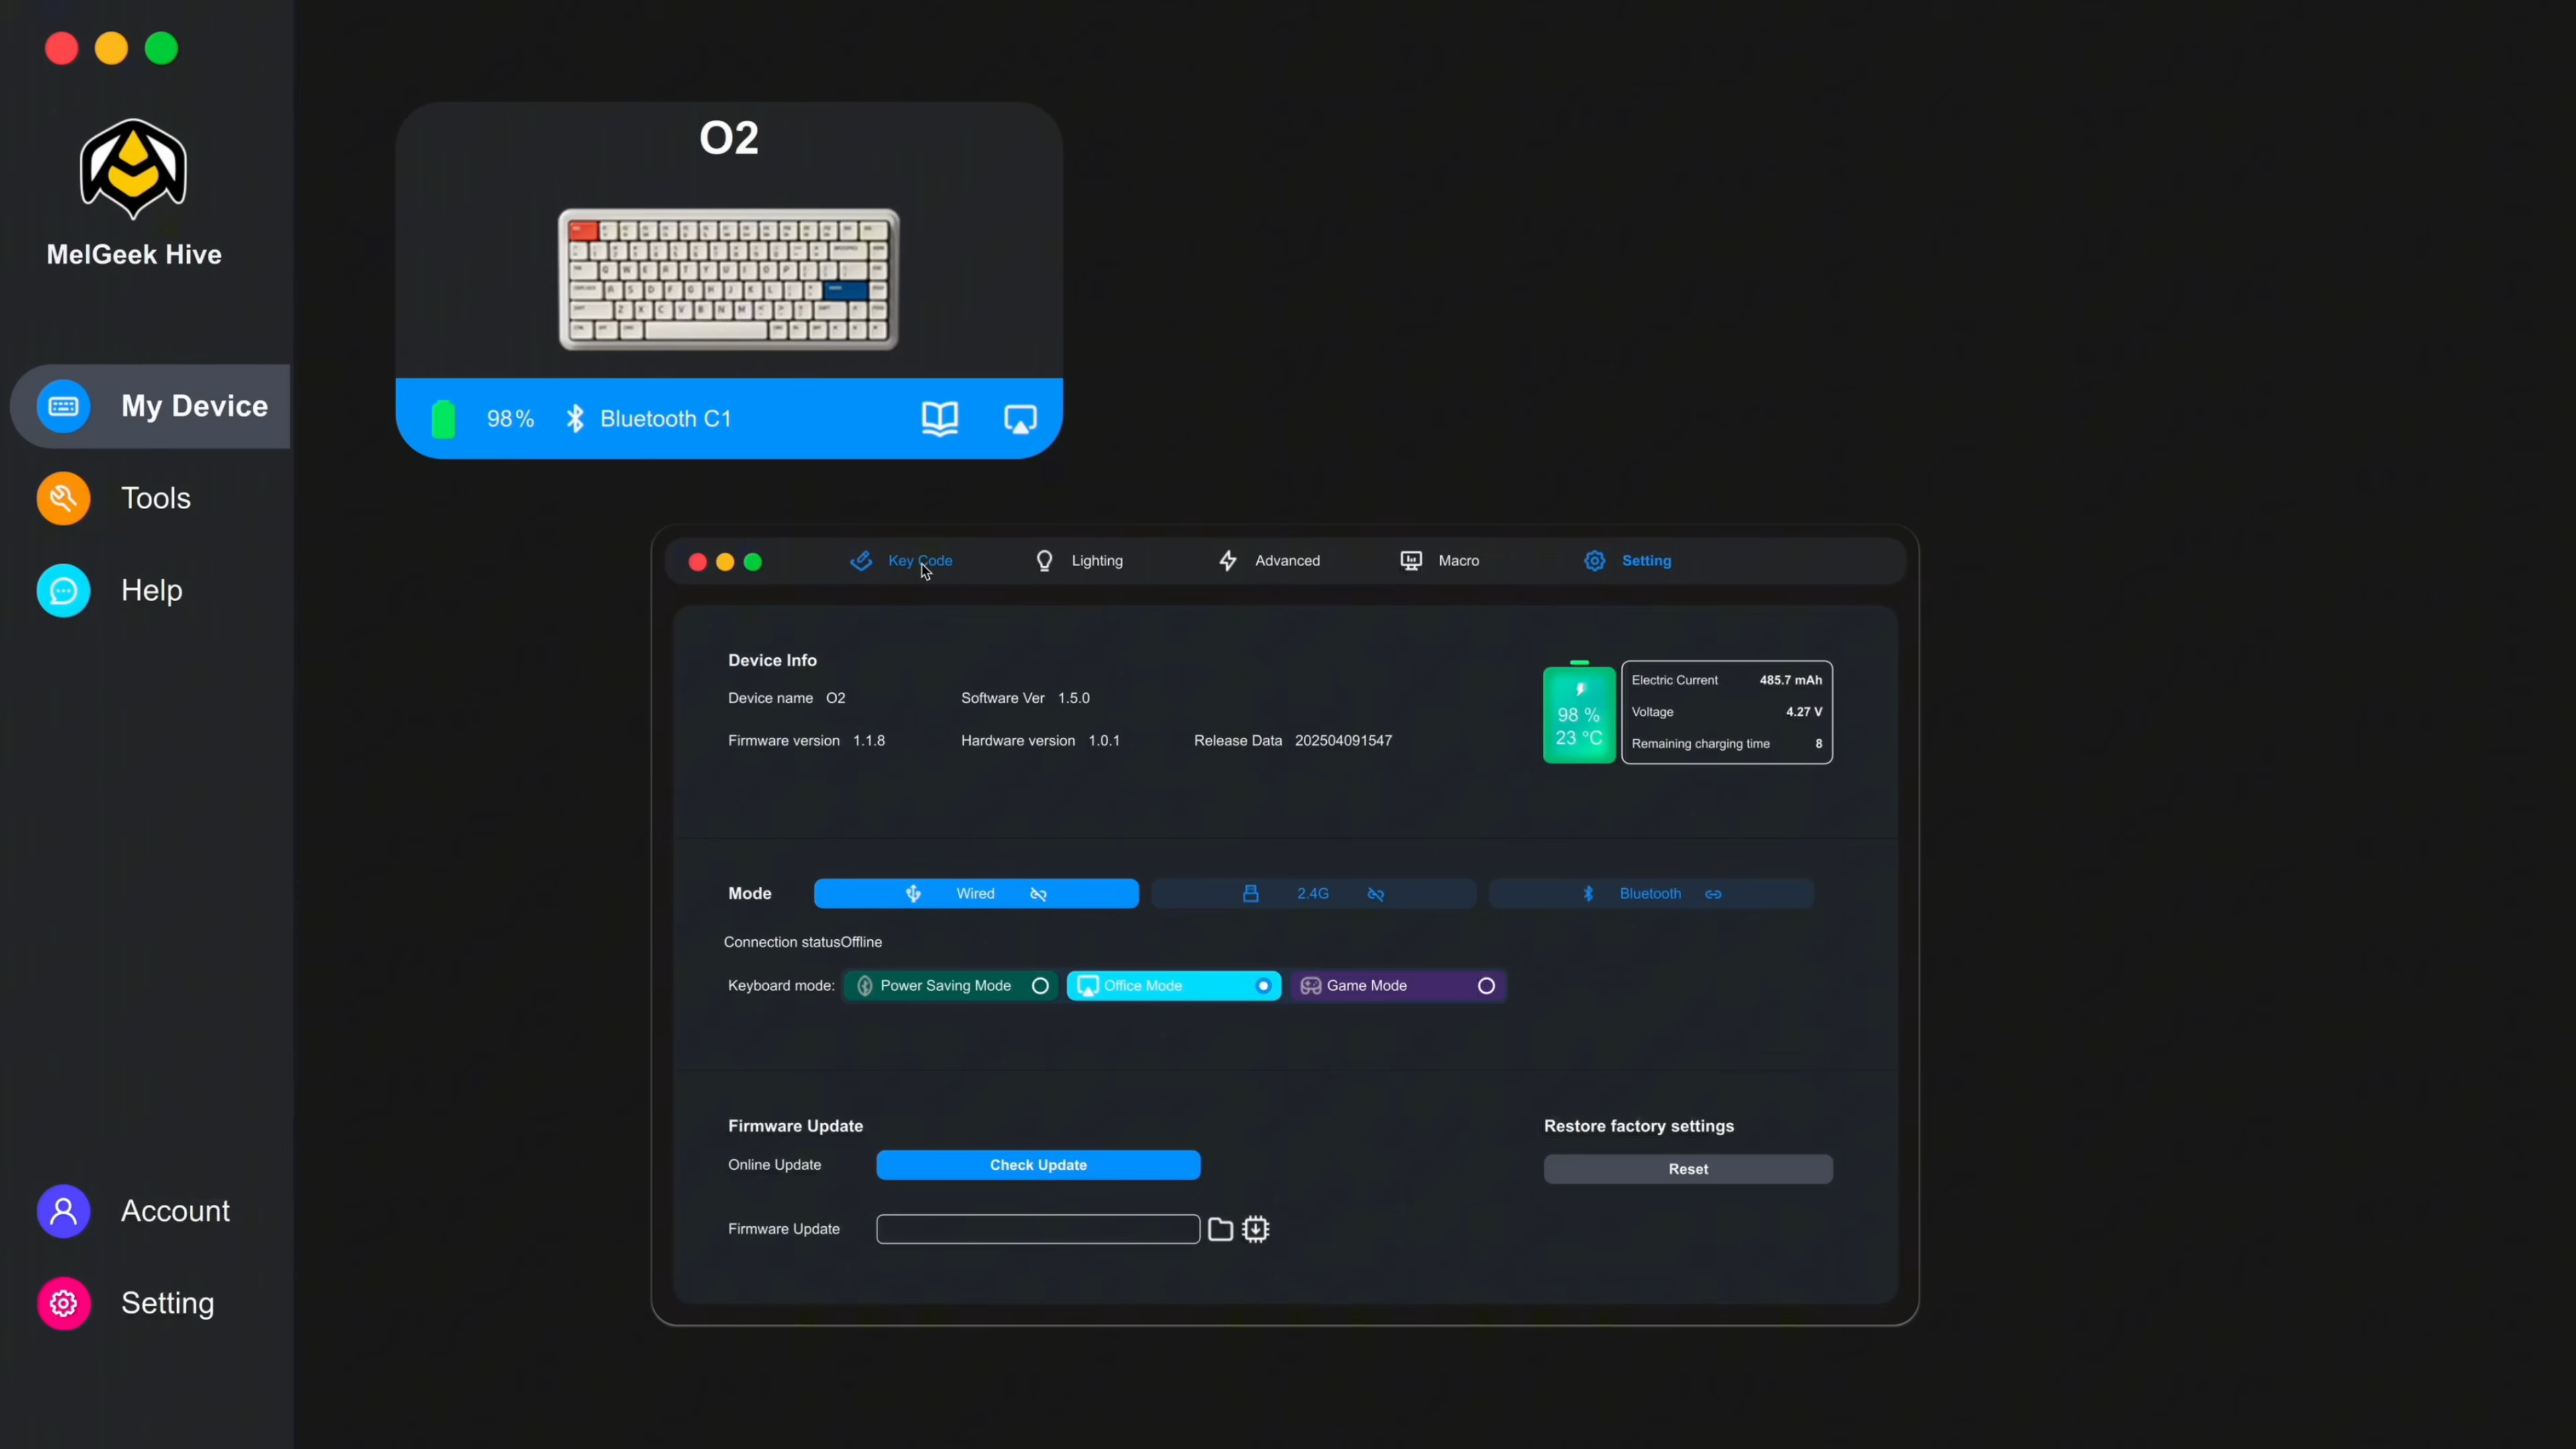 O2
MelGeek Hive
98% Bluetooth C1
My Device
Tools
Help
Account
Setting
Key Code Lighting Advanced Macro Setting
Device Info
Device name O2 Software Ver 1.5.0
Firmware version 1.1.8 Hardware version 1.0.1 Release Data 202504091547
98 %
23 °C
Electric Current 485.7 mAh
Voltage 4.27 V
Remaining charging time 8
Mode Wired 2.4G Bluetooth
Connection statusOffline
Keyboard mode: Power Saving Mode Office Mode Game Mode
Firmware Update
Online Update Check Update
Firmware Update
Restore factory settings
Reset